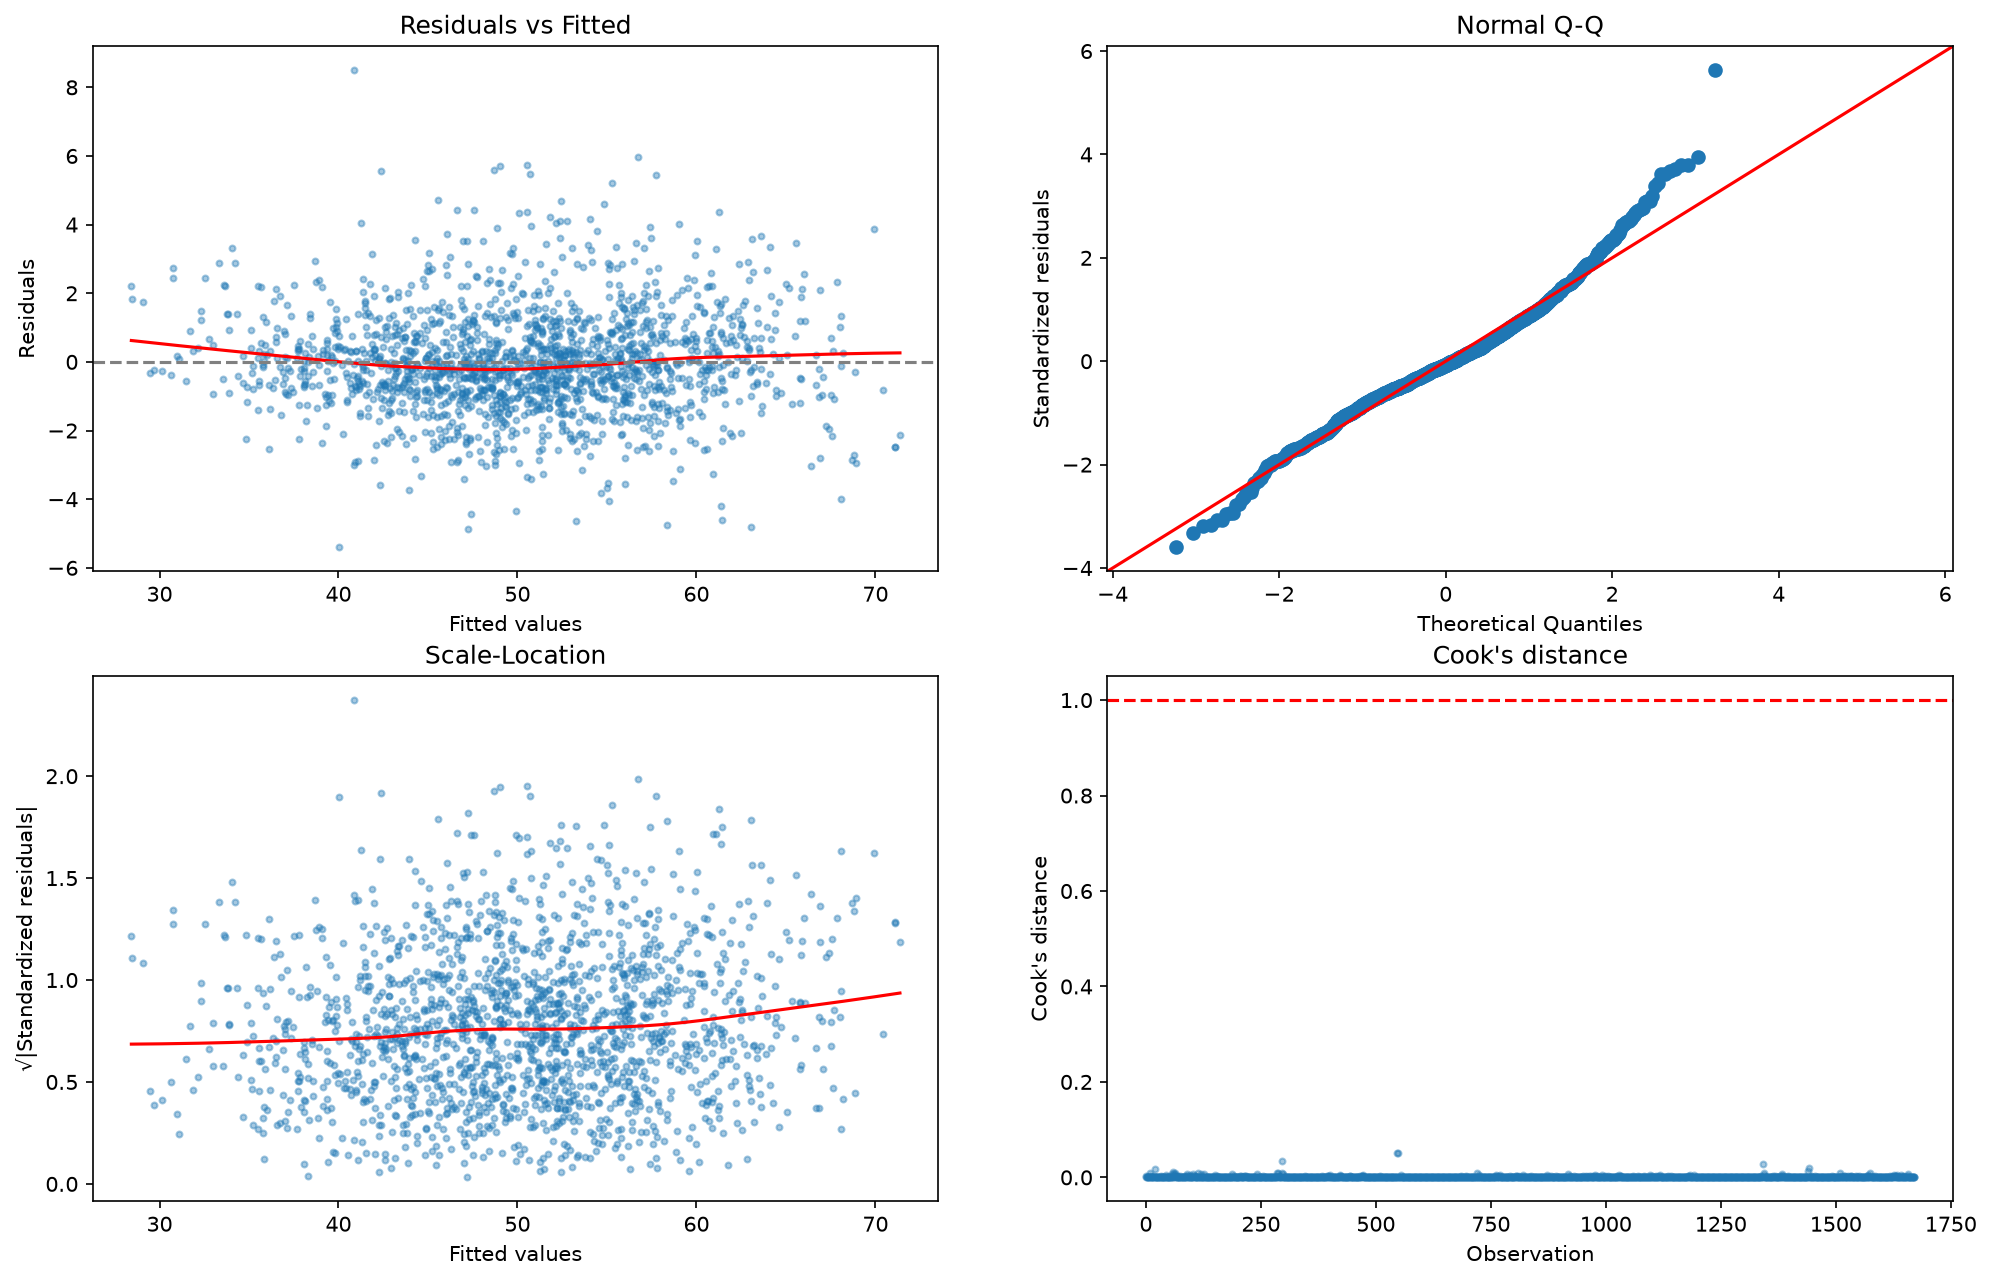 Residuals vs Fitted
Residuals
8
6
4
2
0
−2
−4
−6
30 40 50 60 70
Fitted values
Normal Q-Q
Standardized residuals
6
4
2
0
−2
−4
−4 −2 0 2 4 6
Theoretical Quantiles
Scale-Location
√|Standardized residuals|
2.0
1.5
1.0
0.5
0.0
30 40 50 60 70
Fitted values
Cook's distance
Cook's distance
1.0
0.8
0.6
0.4
0.2
0.0
0 250 500 750 1000 1250 1500 1750
Observation